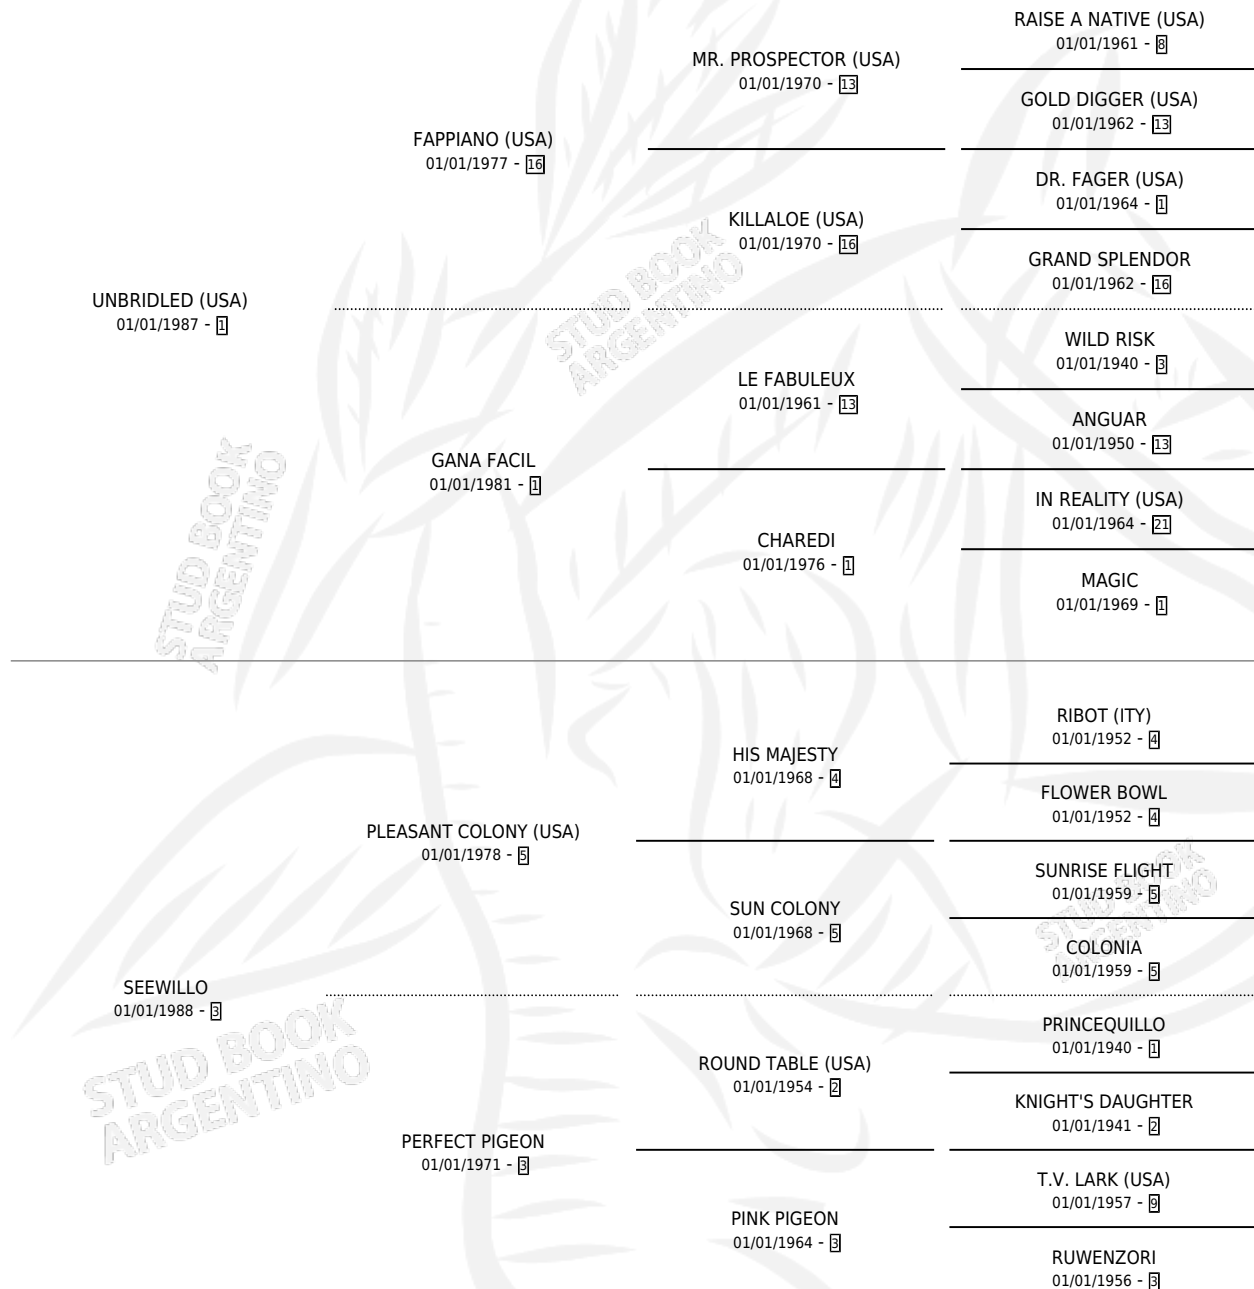 RAISE A NATIVE (USA)
01/01/1961 - 8
MR. PROSPECTOR (USA)
01/01/1970 - 13
GOLD DIGGER (USA)
01/01/1962 - 13
FAPPIANO (USA)
01/01/1977 - 16
DR. FAGER (USA)
01/01/1964 - 1
KILLALOE (USA)
01/01/1970 - 16
GRAND SPLENDOR
01/01/1962 - 16
UNBRIDLED (USA)
01/01/1987 - 1
STUD BOOK
ARGENTINO
WILD RISK
01/01/1940 - 3
LE FABULEUX
01/01/1961 - 13
ANGUAR
01/01/1950 - 13
GANA FACIL
01/01/1981 - 1
IN REALITY (USA)
01/01/1964 - 21
CHAREDI
01/01/1976 - 1
MAGIC
01/01/1969 - 1
STUD BOOK
ARGENTINO
RIBOT (ITY)
01/01/1952 - 4
HIS MAJESTY
01/01/1968 - 4
FLOWER BOWL
01/01/1952 - 4
PLEASANT COLONY (USA)
01/01/1978 - 5
SUNRISE FLIGHT
01/01/1959 - 5
SUN COLONY
01/01/1968 - 5
STUD BOOK
ARGENTINO
COLONIA
01/01/1959 - 5
SEEWILLO
01/01/1988 - 3
PRINCEQUILLO
01/01/1940 - 1
ROUND TABLE (USA)
01/01/1954 - 2
STUD BOOK
ARGENTINO
KNIGHT'S DAUGHTER
01/01/1941 - 2
PERFECT PIGEON
01/01/1971 - 3
T.V. LARK (USA)
01/01/1957 - 9
PINK PIGEON
01/01/1964 - 3
RUWENZORI
01/01/1956 - 3